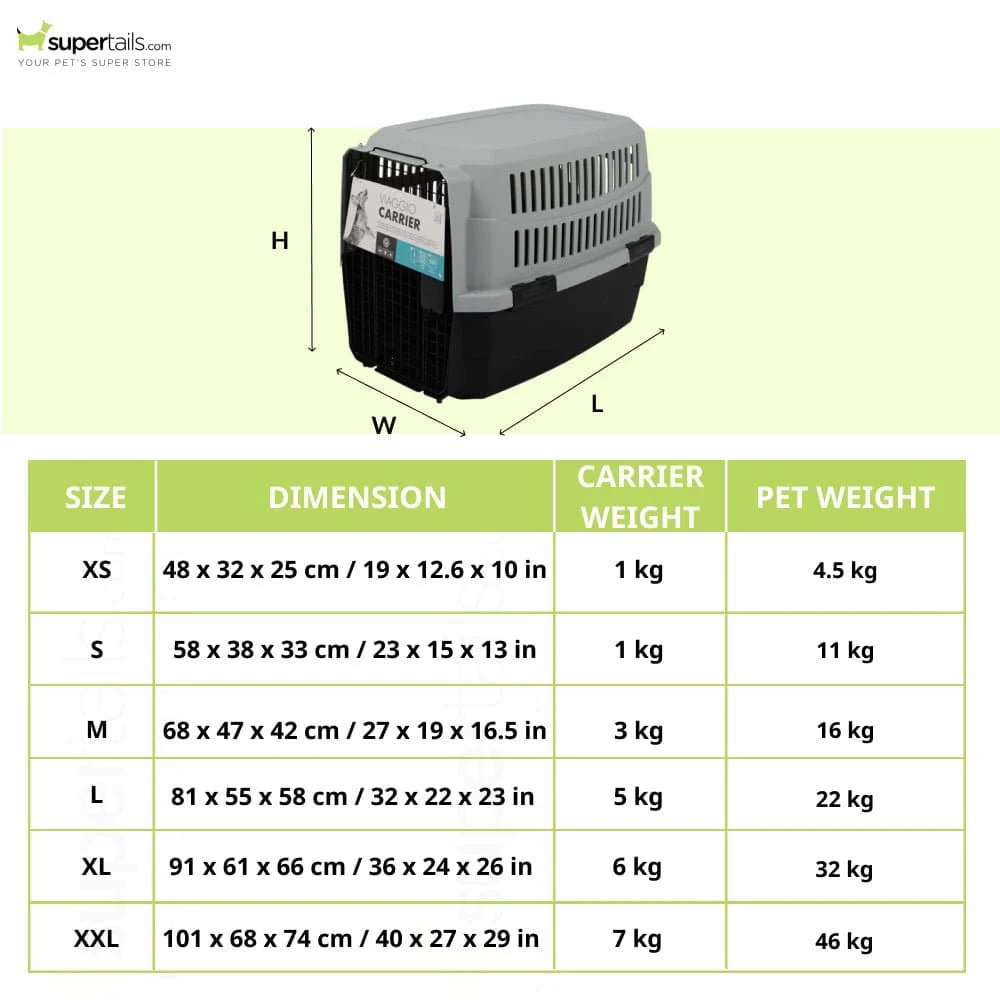 supertails.com
YOUR PET'S SUPER STORE
VIAGGIO
CARRIER
H
W
L
SIZE DIMENSION CARRIER WEIGHT PET WEIGHT
XS 48 x 32 x 25 cm / 19 x 12.6 x 10 in 1 kg 4.5 kg
S 58 x 38 x 33 cm / 23 x 15 x 13 in 1 kg 11 kg
M 68 x 47 x 42 cm / 27 x 19 x 16.5 in 3 kg 16 kg
L 81 x 55 x 58 cm / 32 x 22 x 23 in 5 kg 22 kg
XL 91 x 61 x 66 cm / 36 x 24 x 26 in 6 kg 32 kg
XXL 101 x 68 x 74 cm / 40 x 27 x 29 in 7 kg 46 kg